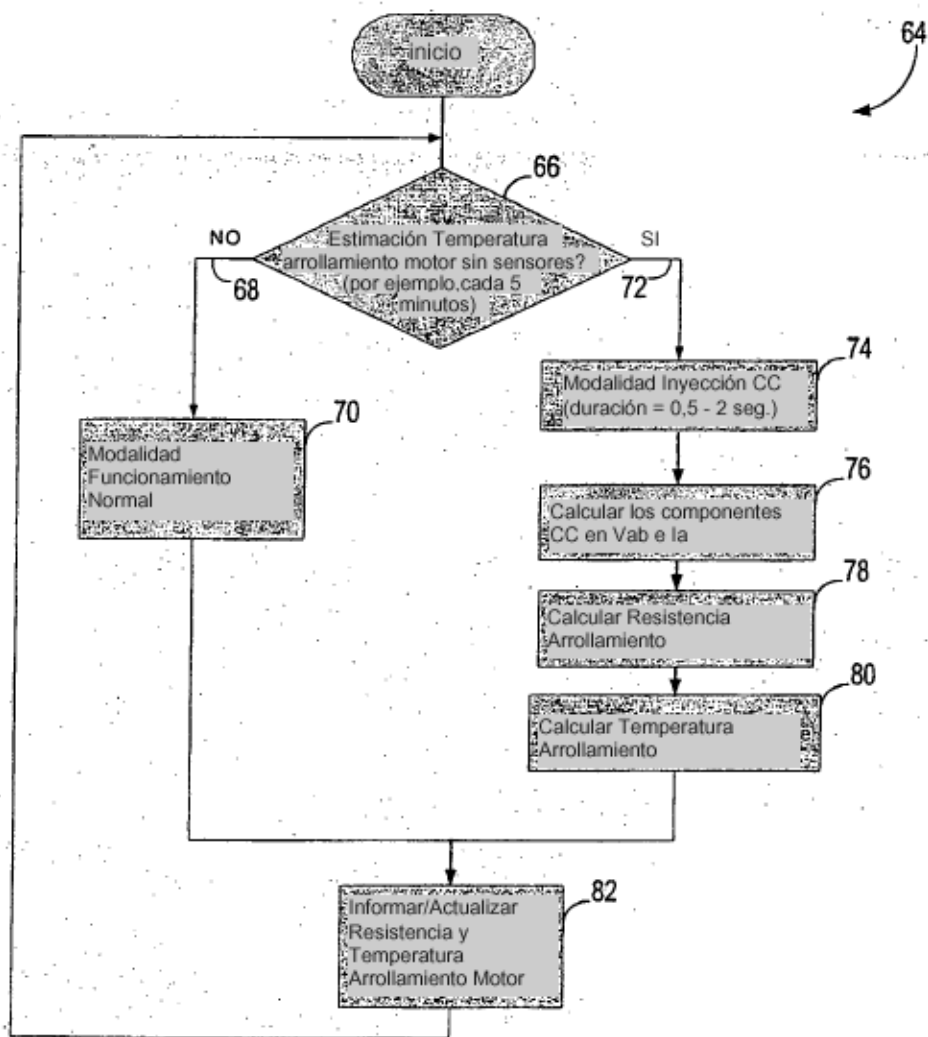 inicio
64
66
Estimación Temperatura
arrollamiento motor sin sensores?
(por ejemplo,cada 5
minutos)
NO
68
SI
72
74
Modalidad Inyección CC
(duración = 0,5 - 2 seg.)
70
Modalidad
Funcionamiento
Normal
76
Calcular los componentes
CC en Vab e Ia
78
Calcular Resistencia
Arrollamiento
80
Calcular Temperatura
Arrollamiento
82
Informar/Actualizar
Resistencia y
Temperatura
Arrollamiento Motor